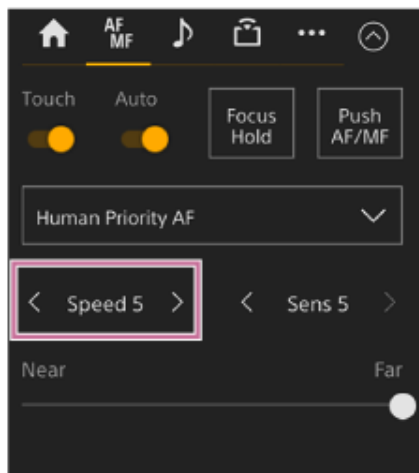 AF
MF
Touch Auto
Focus
Hold
Push
AF/MF
Human Priority AF
Speed 5
Sens 5
Near
Far